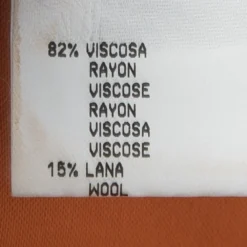 82% VISCOSA
RAYON
VISCOSE
RAYON
VISCOSA
VISCOSE
15% LANA
WOOL